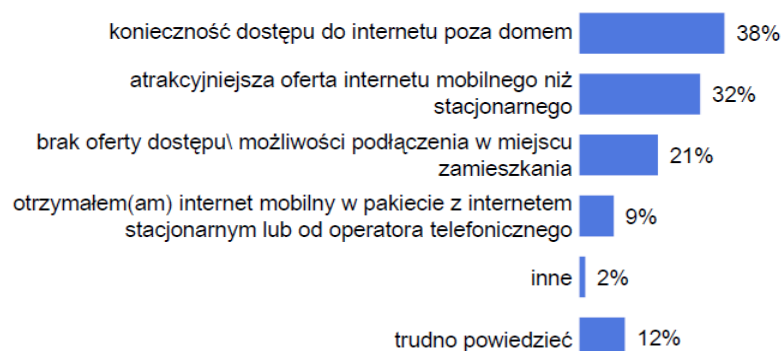 konieczność dostępu do internetu poza domem 38%
atrakcyjniejsza oferta internetu mobilnego niż
stacjonarnego 32%
brak oferty dostępu\ możliwości podłączenia w miejscu
zamieszkania 21%
otrzymałem(am) internet mobilny w pakiecie z internetem
stacjonarnym lub od operatora telefonicznego 9%
inne 2%
trudno powiedzieć 12%